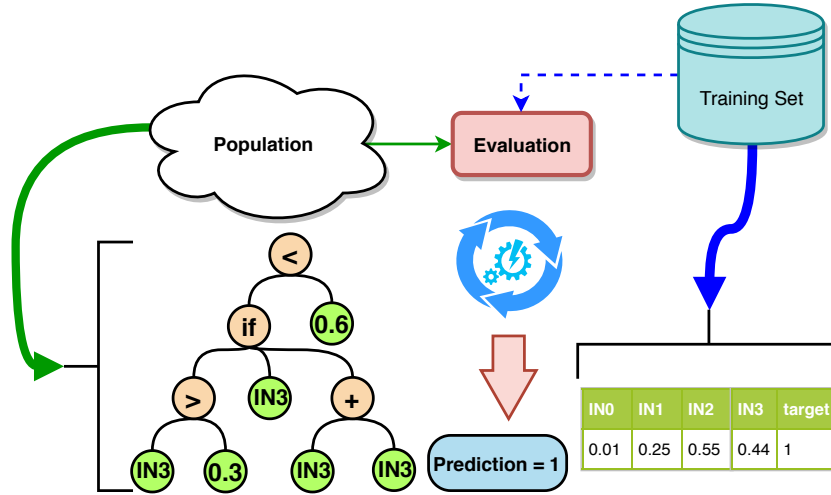 Training Set
Population
Evaluation
<
if
0.6
>
IN3
+
IN3
0.3
IN3
IN3
Prediction = 1
IN0 IN1 IN2 IN3 target
0.01 0.25 0.55 0.44 1